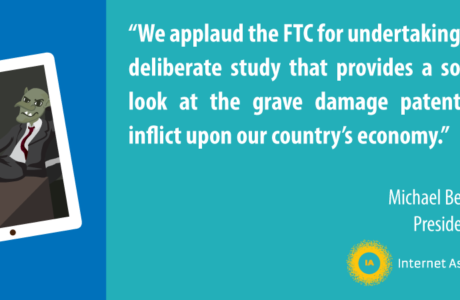 “We applaud the FTC for undertaking
deliberate study that provides a so
look at the grave damage patent
inflict upon our country’s economy.”
Michael Be
Preside
IA
Internet As